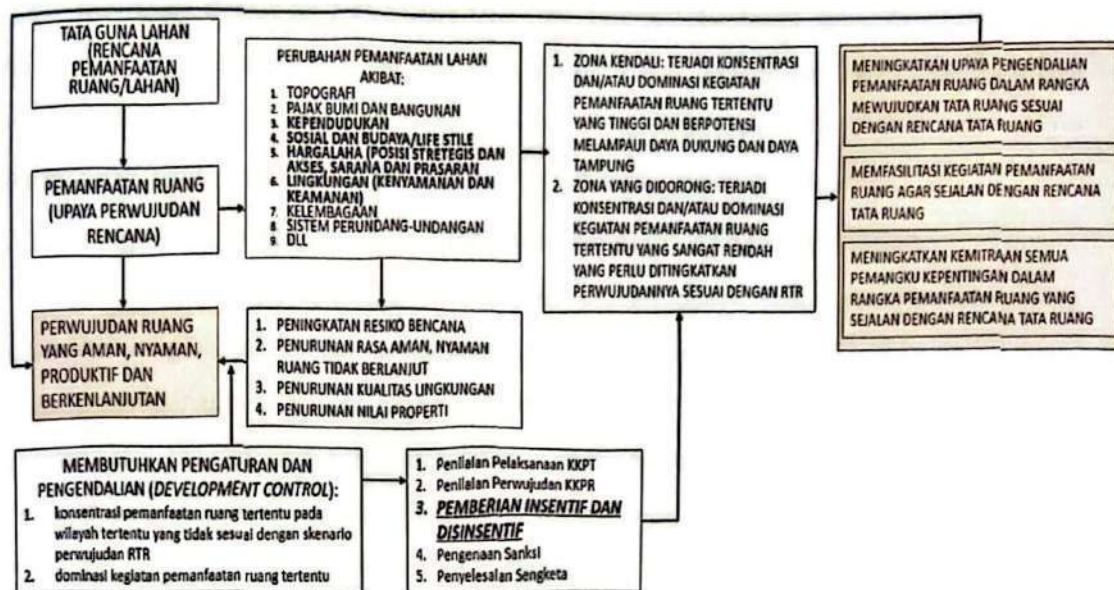 TATA GUNA LAHAN
(RENCANA
PEMANFAATAN
RUANG/LAHAN)
PEMANFAATAN RUANG
(UPAYA PERWUJUDAN
RENCANA)
PERWUJUDAN RUANG
YANG AMAN, NYAMAN,
PRODUKTIF DAN
BERKENLANJUTAN
PERUBAHAN PEMANFAATAN LAHAN
AKIBAT:
1. TOPOGRAFI
2. PAJAK BUMI DAN BANGUNAN
3. KEPENDUDUKAN
4. SOSIAL DAN BUDAYA/LIFE STILE
5. HARGALAHA (POSISI STRETEGIS DAN
AKSES, SARANA DAN PRASARAN
6. LINGKUNGAN (KENYAMANAN DAN
KEAMANAN)
7. KELEMBAGAAN
8. SISTEM PERUNDANG-UNDANGAN
9. DLL
1. PENINGKATAN RESIKO BENCANA
2. PENURUNAN RASA AMAN, NYAMAN
RUANG TIDAK BERLANJUT
3. PENURUNAN KUALITAS LINGKUNGAN
4. PENURUNAN NILAI PROPERTI
1. ZONA KENDALI: TERJADI KONSENTRASI
DAN/ATAU DOMINASI KEGIATAN
PEMANFAATAN RUANG TERTENTU
YANG TINGGI DAN BERPOTENSI
MELAMPAUI DAYA DUKUNG DAN DAYA
TAMPUNG
2. ZONA YANG DIDORONG: TERJADI
KONSENTRASI DAN/ATAU DOMINASI
KEGIATAN PEMANFAATAN RUANG
TERTENTU YANG SANGAT RENDAH
YANG PERLU DITINGKATKAN
PERWUJUDANNYA SESUAI DENGAN RTR
MENINGKATKAN UPAYA PENGENDALIAN
PEMANFAATAN RUANG DALAM RANGKA
MEWUJUDKAN TATA RUANG SESUAI
DENGAN RENCANA TATA RUANG
MEMFASILITASI KEGIATAN PEMANFAATAN
RUANG AGAR SEJALAN DENGAN RENCANA
TATA RUANG
MENINGKATKAN KEMITRAAN SEMUA
PEMANGKU KEPENTINGAN DALAM
RANGKA PEMANFAATAN RUANG YANG
SEJALAN DENGAN RENCANA TATA RUANG
MEMBUTUHKAN PENGATURAN DAN
PENGENDALIAN (DEVELOPMENT CONTROL):
1. konsentrasi pemanfaatan ruang tertentu pada
wilayah tertentu yang tidak sesuai dengan skenario
perwujudan RTR
2. dominasi kegiatan pemanfaatan ruang tertentu
1. Penilaian Pelaksanaan KKPT
2. Penilaian Perwujudan KKPR
3. PEMBERIAN INSENTIF DAN
DISINSENTIF
4. Pengenaan Sanksi
5. Penyelesaian Sengketa